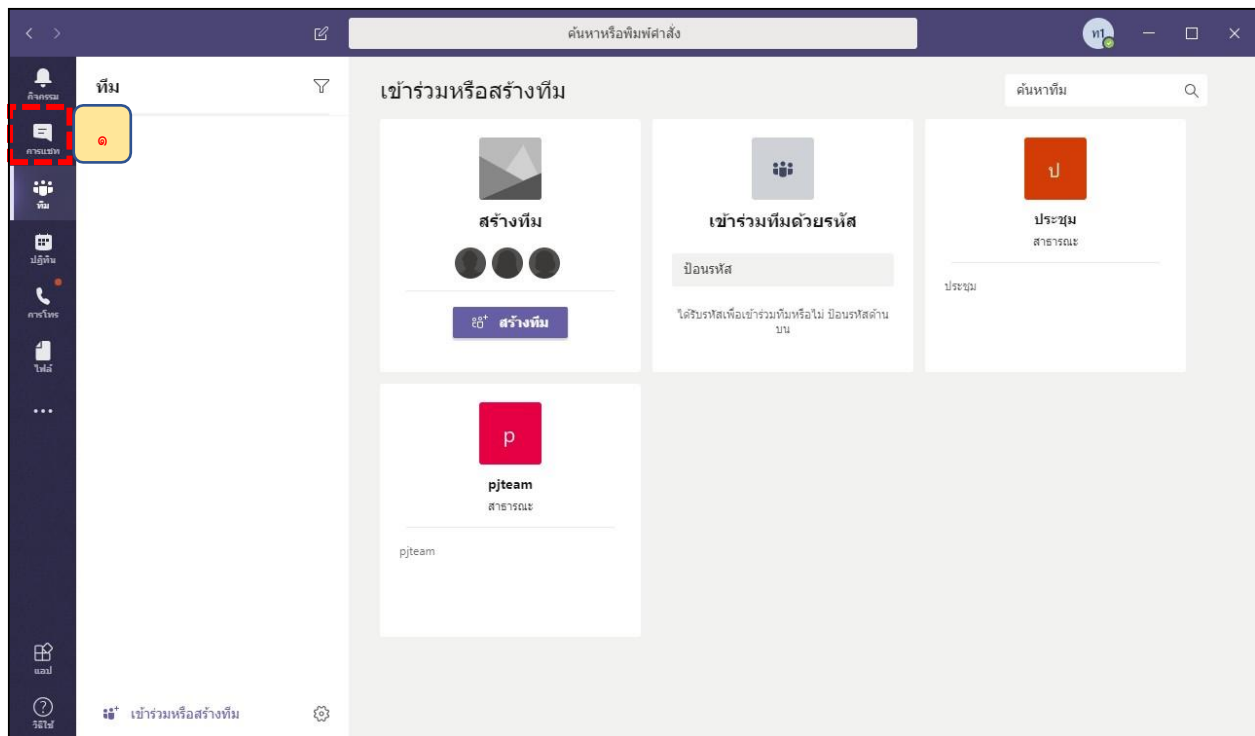 ค้นหาหรือพิมพ์คำสั่ง
ท1
กิจกรรม
การแชท
ทีม
ปฏิทิน
การโทร
ไฟล์
แอป
วิธีใช้
ทีม
๑
เข้าร่วมหรือสร้างทีม
เข้าร่วมหรือสร้างทีม
ค้นหาทีม
สร้างทีม
สร้างทีม
เข้าร่วมทีมด้วยรหัส
ป้อนรหัส
ได้รับรหัสเพื่อเข้าร่วมทีมหรือไม่ ป้อนรหัสด้าน
บน
ป
ประชุม
สาธารณะ
ประชุม
p
pjteam
สาธารณะ
pjteam